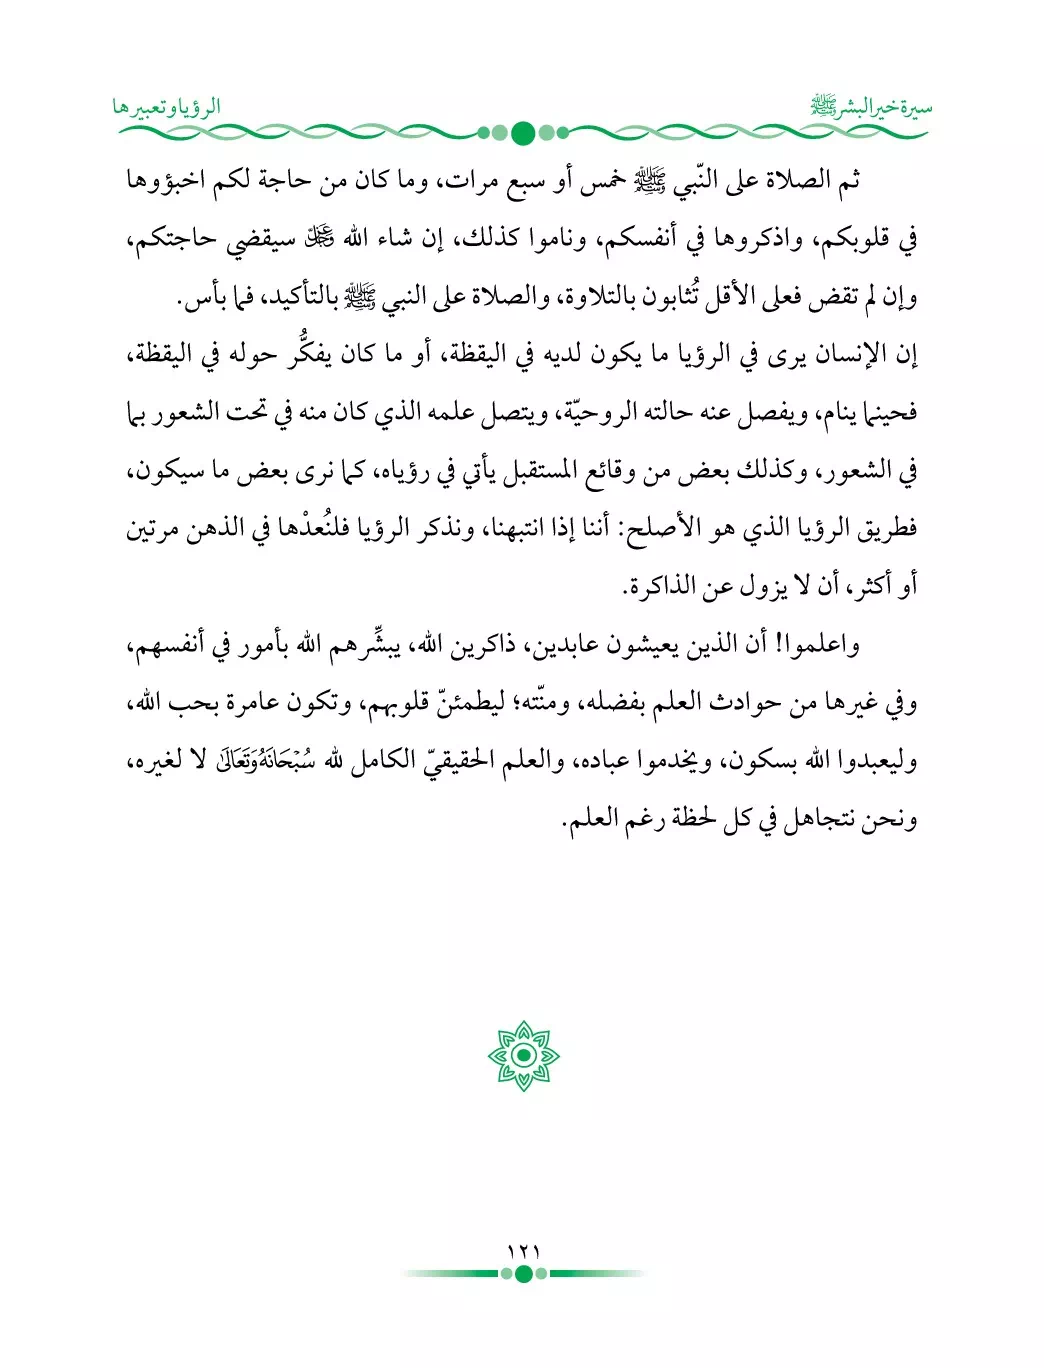 سيرة خير البشر ﷺ
الرؤيا وتعبيرها
ثم الصلاة على النّبي ﷺ خمس أو سبع مرات، وما كان من حاجة لكم اخبؤوها
في قلوبكم، واذكروها في أنفسكم، وناموا كذلك، إن شاء الله ﷿ سيقضي حاجتكم،
وإن لم تقض فعلى الأقل تُثابون بالتلاوة، والصلاة على النبي ﷺ بالتأكيد، فما بأس.
إن الإنسان يرى في الرؤيا ما يكون لديه في اليقظة، أو ما كان يفكُّر حوله في اليقظة،
فحينما ينام، ويفصل عنه حالته الروحيّة، ويتصل علمه الذي كان منه في تحت الشعور بما
في الشعور، وكذلك بعض من وقائع المستقبل يأتي في رؤياه، كما نرى بعض ما سيكون،
فطريق الرؤيا الذي هو الأصلح: أننا إذا انتبهنا، ونذكر الرؤيا فلنُعدْها في الذهن مرتين
أو أكثر، أن لا يزول عن الذاكرة.
واعلموا! أن الذين يعيشون عابدين، ذاكرين الله، يبشِّرهم الله بأمور في أنفسهم،
وفي غيرها من حوادث العلم بفضله، ومنّته؛ ليطمئنّ قلوبهم، وتكون عامرة بحب الله،
وليعبدوا الله بسكون، ويخدموا عباده، والعلم الحقيقيّ الكامل لله سُبْحَانَهُ وَتَعَالَىٰ لا لغيره،
ونحن نتجاهل في كل لحظة رغم العلم.
١٢١